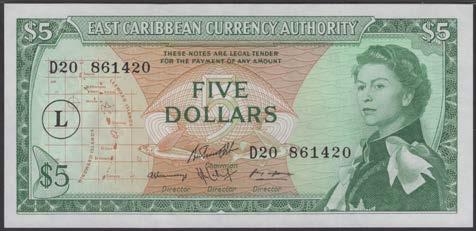 $5 EAST CARIBBEAN CURRENCY AUTHORITY $5
THESE NOTES ARE LEGAL TENDER
FOR THE PAYMENT OF ANY AMOUNT
D20 861420
FIVE
DOLLARS
L
D20 861420
Chairman
$5 Director Director Director